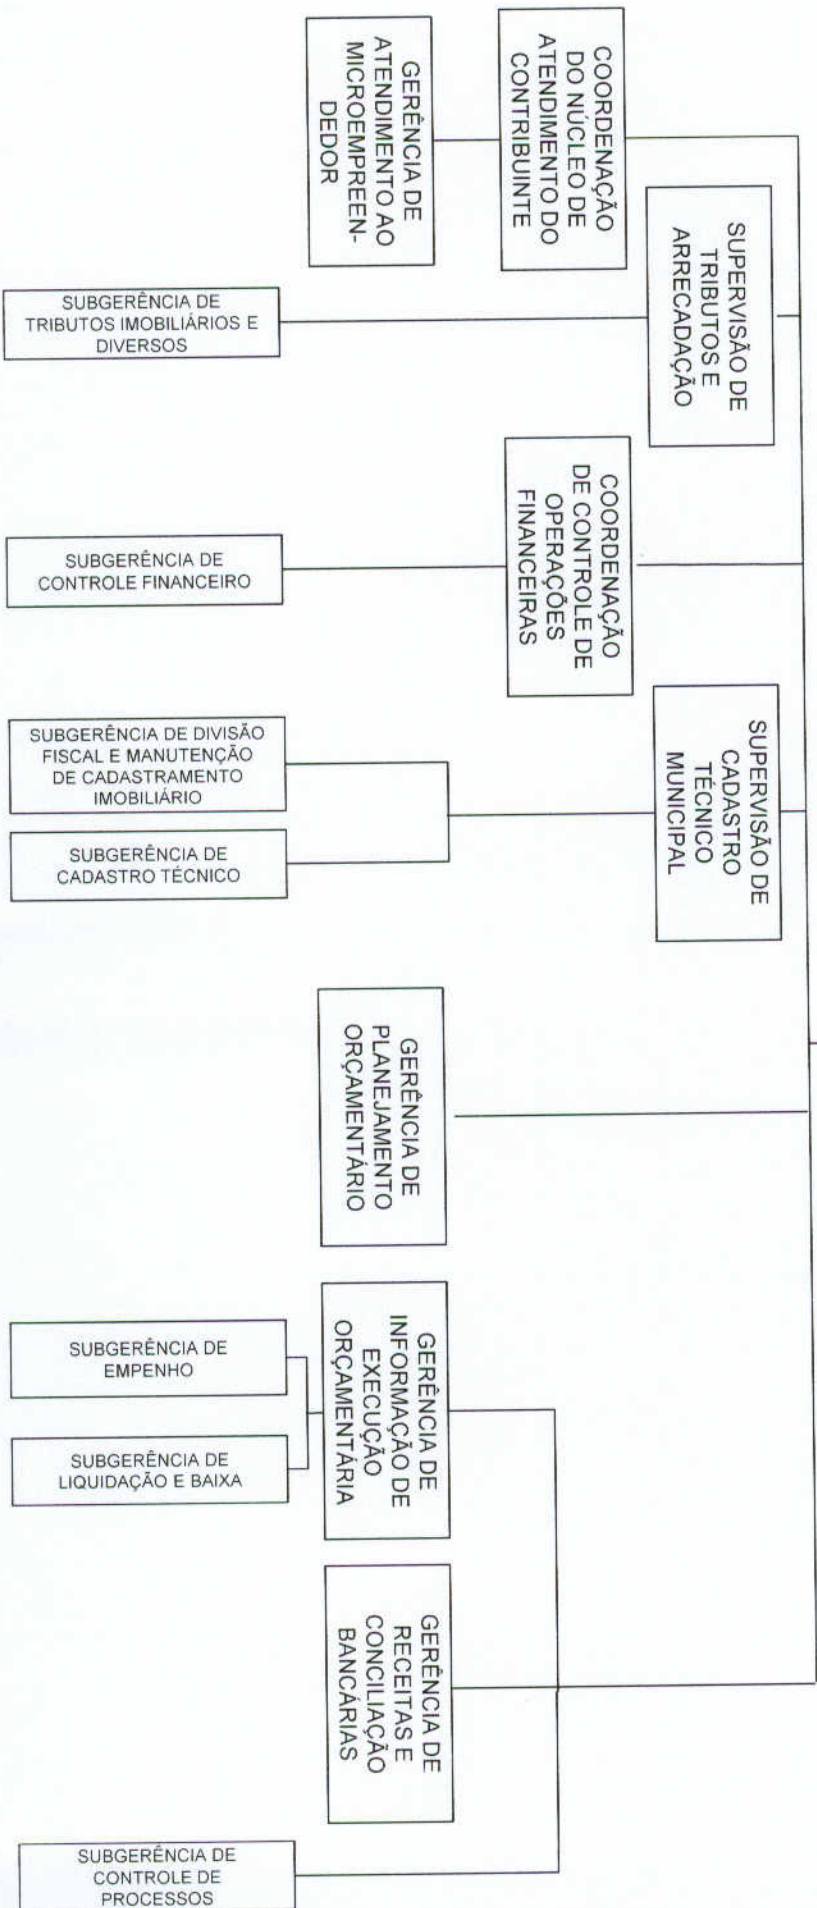 COORDENAÇÃO
DO NÚCLEO DE
ATENDIMENTO DO
CONTRIBUINTE
GERÊNCIA DE
ATENDIMENTO AO
MICROEMPREEN-
DEDOR
SUPERVISÃO DE
TRIBUTOS E
ARRECADAÇÃO
SUBGERÊNCIA DE
TRIBUTOS IMOBILIÁRIOS E
DIVERSOS
COORDENAÇÃO
DE CONTROLE DE
OPERAÇÕES
FINANCEIRAS
SUBGERÊNCIA DE
CONTROLE FINANCEIRO
SUPERVISÃO DE
CADASTRO
TÉCNICO
MUNICIPAL
SUBGERÊNCIA DE DIVISÃO
FISCAL E MANUTENÇÃO
DE CADASTRAMENTO
IMOBILIÁRIO
SUBGERÊNCIA DE
CADASTRO TÉCNICO
GERÊNCIA DE
PLANEJAMENTO
ORÇAMENTÁRIO
GERÊNCIA DE
INFORMAÇÃO DE
EXECUÇÃO
ORÇAMENTÁRIA
SUBGERÊNCIA DE
EMPENHO
SUBGERÊNCIA DE
LIQUIDAÇÃO E BAIXA
GERÊNCIA DE
RECEITAS E
CONCILIAÇÃO
BANCÁRIAS
SUBGERÊNCIA DE
CONTROLE DE
PROCESSOS